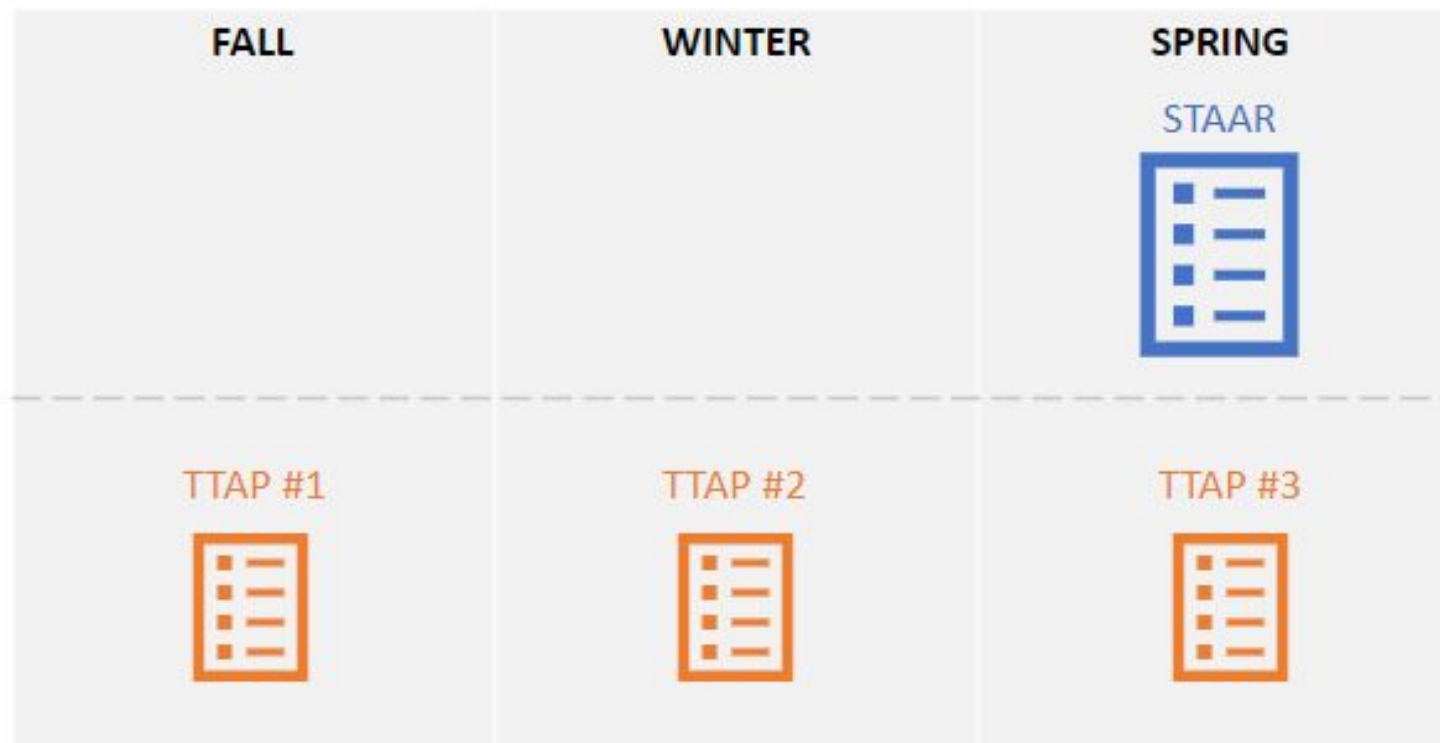 FALL
WINTER
SPRING
STAAR
TTAP #1
TTAP #2
TTAP #3